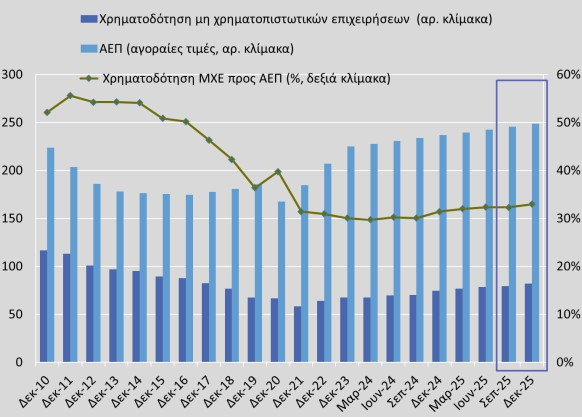 Χρηματοδότηση μη χρηματοπιστωτικών επιχειρήσεων (αρ. κλίμακα)
ΑΕΠ (αγοραίες τιμές, αρ. κλίμακα)
Χρηματοδότηση ΜΧΕ προς ΑΕΠ (%, δεξιά κλίμακα)
300
250
200
150
100
50
0
60%
50%
40%
30%
20%
10%
0%
Δεκ-10
Δεκ-11
Δεκ-12
Δεκ-13
Δεκ-14
Δεκ-15
Δεκ-16
Δεκ-17
Δεκ-18
Δεκ-19
Δεκ-20
Δεκ-21
Δεκ-22
Δεκ-23
Μαρ-24
Ιουν-24
Σεπ-24
Δεκ-24
Μαρ-25
Ιουν-25
Σεπ-25
Δεκ-25